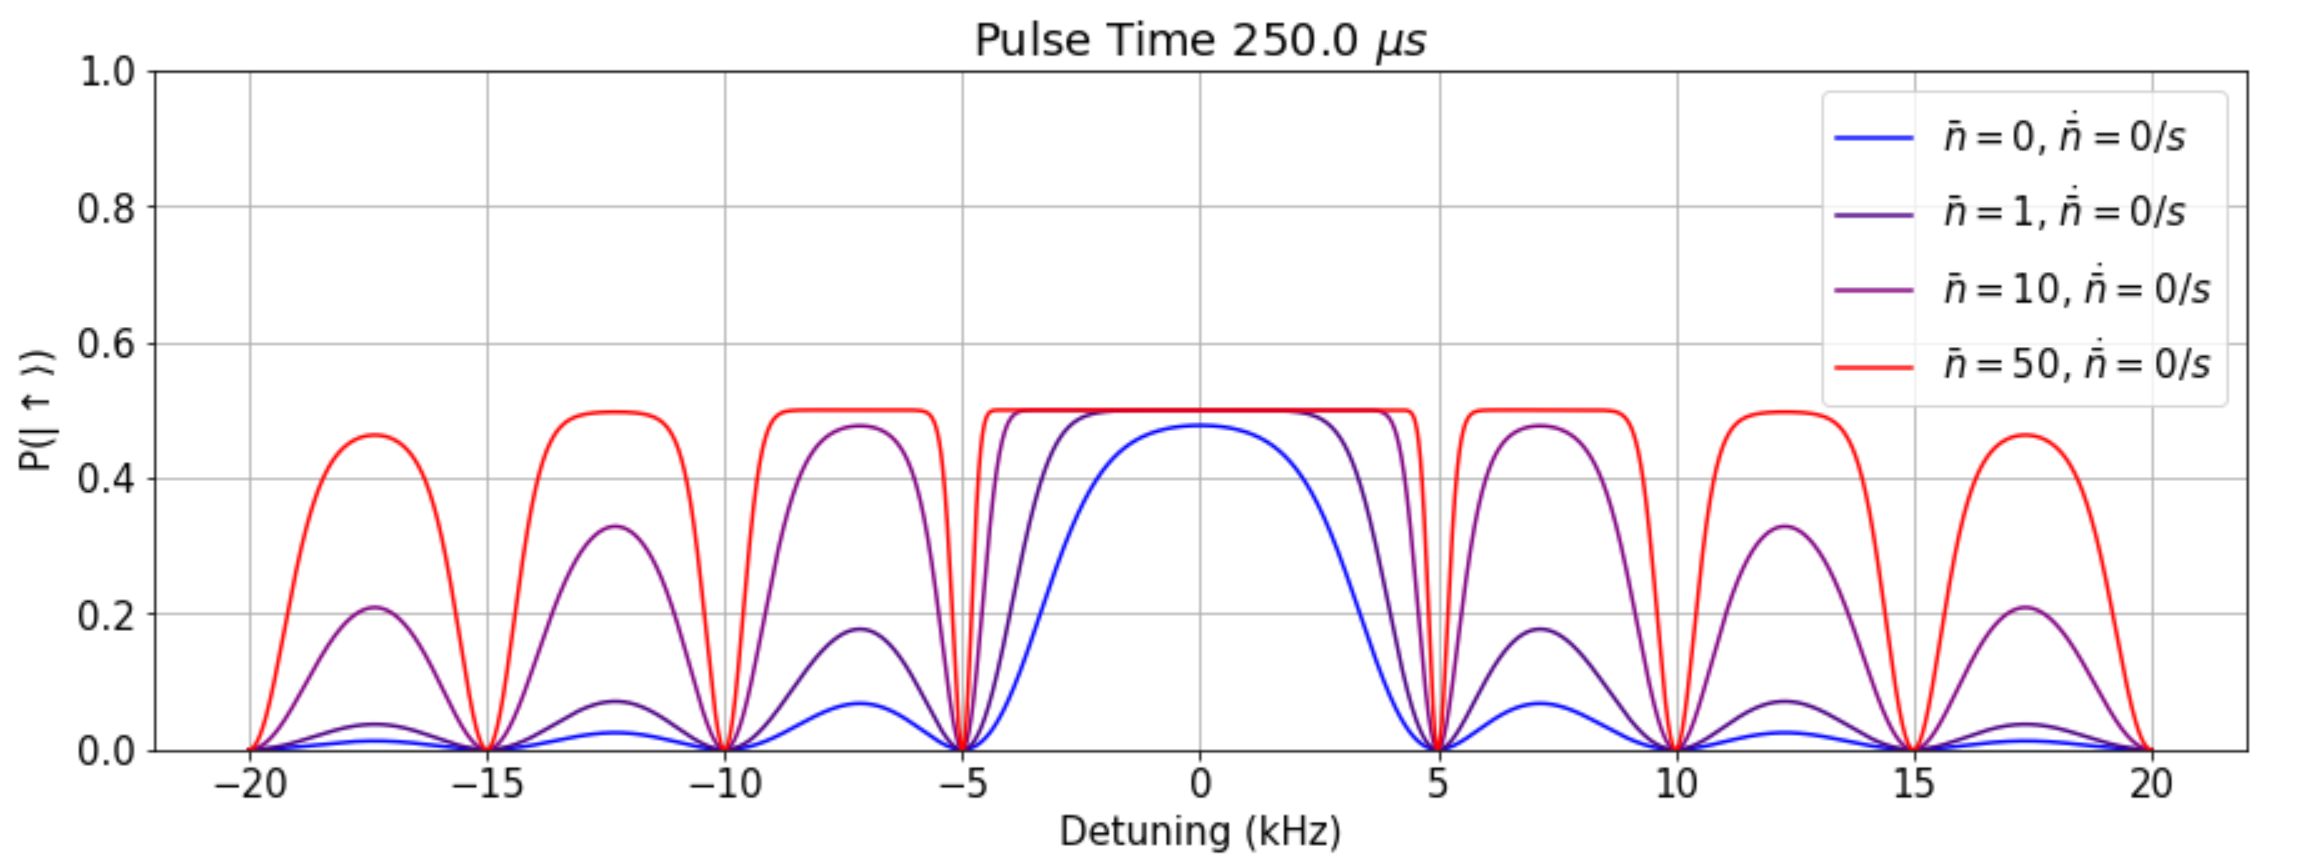 Pulse Time 250.0 μs
1.0
0.8
0.6
0.4
0.2
0.0
P(|↑⟩)
n̄ = 0, n̄̇ = 0/s
n̄ = 1, n̄̇ = 0/s
n̄ = 10, n̄̇ = 0/s
n̄ = 50, n̄̇ = 0/s
−20 −15 −10 −5 0 5 10 15 20
Detuning (kHz)